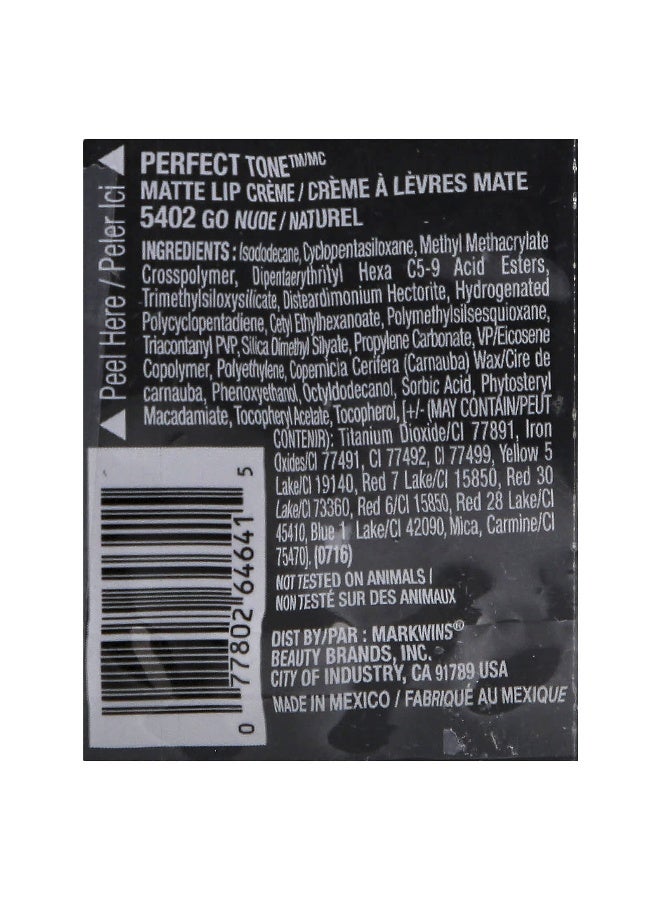 PERFECT TONE™/MC
MATTE LIP CRÈME / CRÈME À LÈVRES MATE
5402 GO NUDE / NATUREL
INGREDIENTS : Isododecane, Cyclopentasiloxane, Methyl Methacrylate
Crosspolymer, Dipentaerythrityl Hexa C5-9 Acid Esters,
Trimethylsiloxysilicate, Disteardimonium Hectorite, Hydrogenated
Polycyclopentadiene, Cetyl Ethylhexanoate, Polymethylsilsesquioxane,
Triacontanyl PVP, Silica Dimethyl Silyate, Propylene Carbonate, VP/Eicosene
Copolymer, Polyethylene, Copernicia Cerifera (Carnauba) Wax/Cire de
carnauba, Phenoxyethanol, Octyldodecanol, Sorbic Acid, Phytosteryl
Macadamiate, Tocopheryl Acetate, Tocopherol, [+/- (MAY CONTAIN/PEUT
CONTENIR): Titanium Dioxide/CI 77891, Iron
Oxides/CI 77491, CI 77492, CI 77499, Yellow 5
Lake/CI 19140, Red 7 Lake/CI 15850, Red 30
Lake/CI 73360, Red 6/CI 15850, Red 28 Lake/CI
45410, Blue 1 Lake/CI 42090, Mica, Carmine/CI
75470]. (0716)
NOT TESTED ON ANIMALS /
NON TESTÉ SUR DES ANIMAUX
DIST BY/PAR : MARKWINS®
BEAUTY BRANDS, INC.
CITY OF INDUSTRY, CA 91789 USA
MADE IN MEXICO / FABRIQUÉ AU MEXIQUE
Peel Here / Peler Ici
0 77802 64641 5